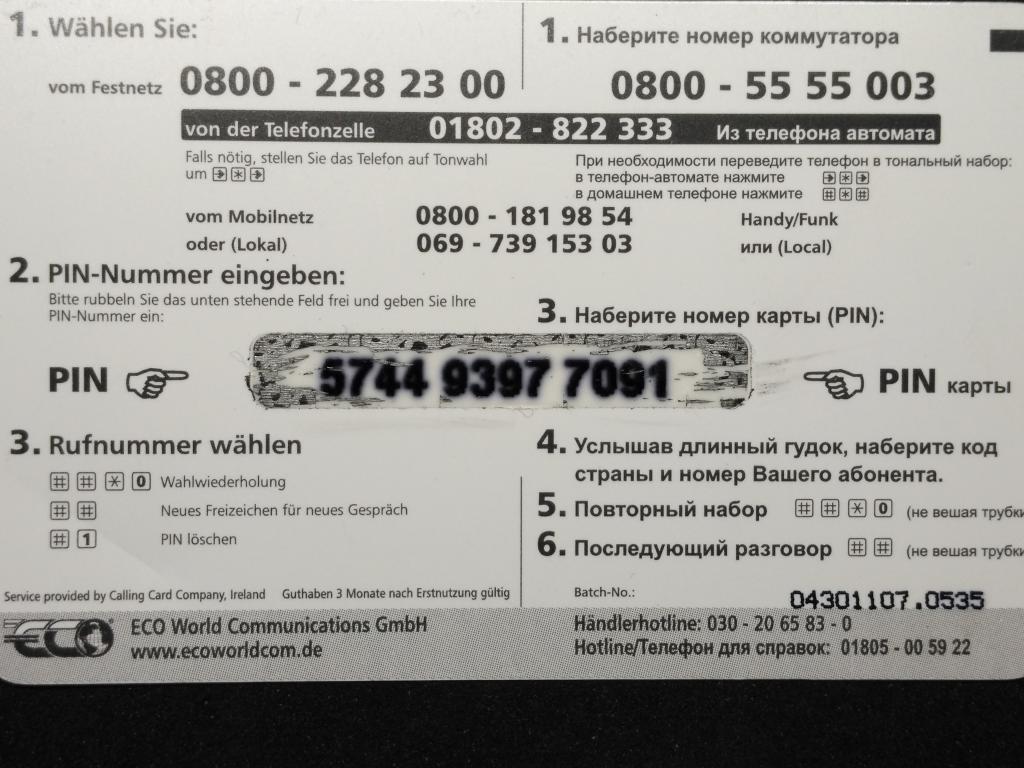 1. Wählen Sie:
vom Festnetz 0800 - 228 23 00
1. Наберите номер коммутатора
0800 - 55 55 003
von der Telefonzelle 01802 - 822 333 Из телефона автомата
Falls nötig, stellen Sie das Telefon auf Tonwahl
um *
При необходимости переведите телефон в тональный набор:
в телефон-автомате нажмите *
в домашнем телефоне нажмите # * #
vom Mobilnetz 0800 - 181 98 54 Handy/Funk
oder (Lokal) 069 - 739 153 03 или (Local)
2. PIN-Nummer eingeben:
Bitte rubbeln Sie das unten stehende Feld frei und geben Sie Ihre
PIN-Nummer ein:
3. Наберите номер карты (PIN):
PIN 5744 9397 7091 PIN карты
3. Rufnummer wählen
# # * 0 Wahlwiederholung
# # Neues Freizeichen für neues Gespräch
# 1 PIN löschen
4. Услышав длинный гудок, наберите код
страны и номер Вашего абонента.
5. Повторный набор # # * 0 (не вешая трубки
6. Последующий разговор # # (не вешая трубки
Service provided by Calling Card Company, Ireland Guthaben 3 Monate nach Erstnutzung gültig
Batch-No.: 04301107.0535
ECO
ECO World Communications GmbH
www.ecoworldcom.de
Händlerhotline: 030 - 20 65 83 - 0
Hotline/Телефон для справок: 01805 - 00 59 22